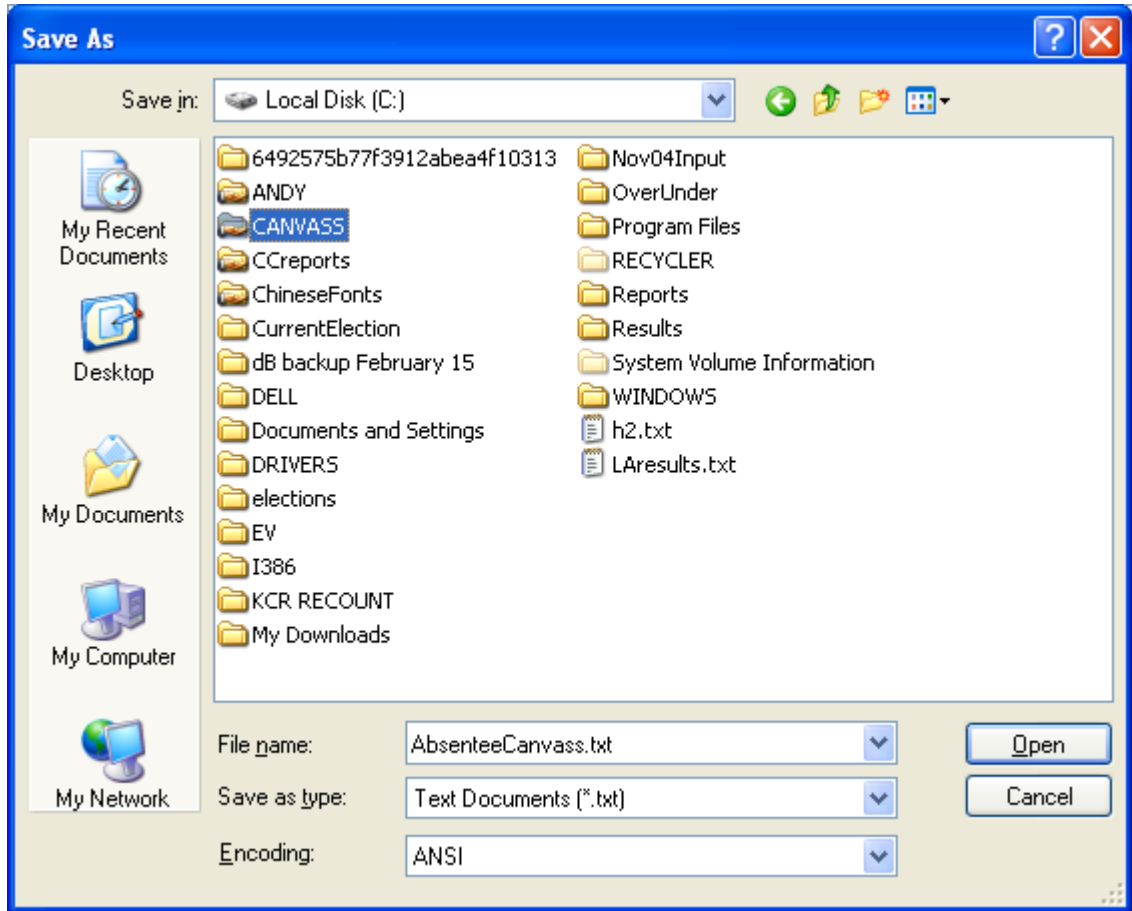 Save As
Save in:
Local Disk (C:)
My Recent
Documents
Desktop
My Documents
My Computer
My Network
6492575b77f3912abea4f10313
ANDY
CANVASS
CCreports
ChineseFonts
CurrentElection
dB backup February 15
DELL
Documents and Settings
DRIVERS
elections
EV
I386
KCR RECOUNT
My Downloads
Nov04Input
OverUnder
Program Files
RECYCLER
Reports
Results
System Volume Information
WINDOWS
h2.txt
LAresults.txt
File name:
AbsenteeCanvass.txt
Open
Save as type:
Text Documents (*.txt)
Cancel
Encoding:
ANSI